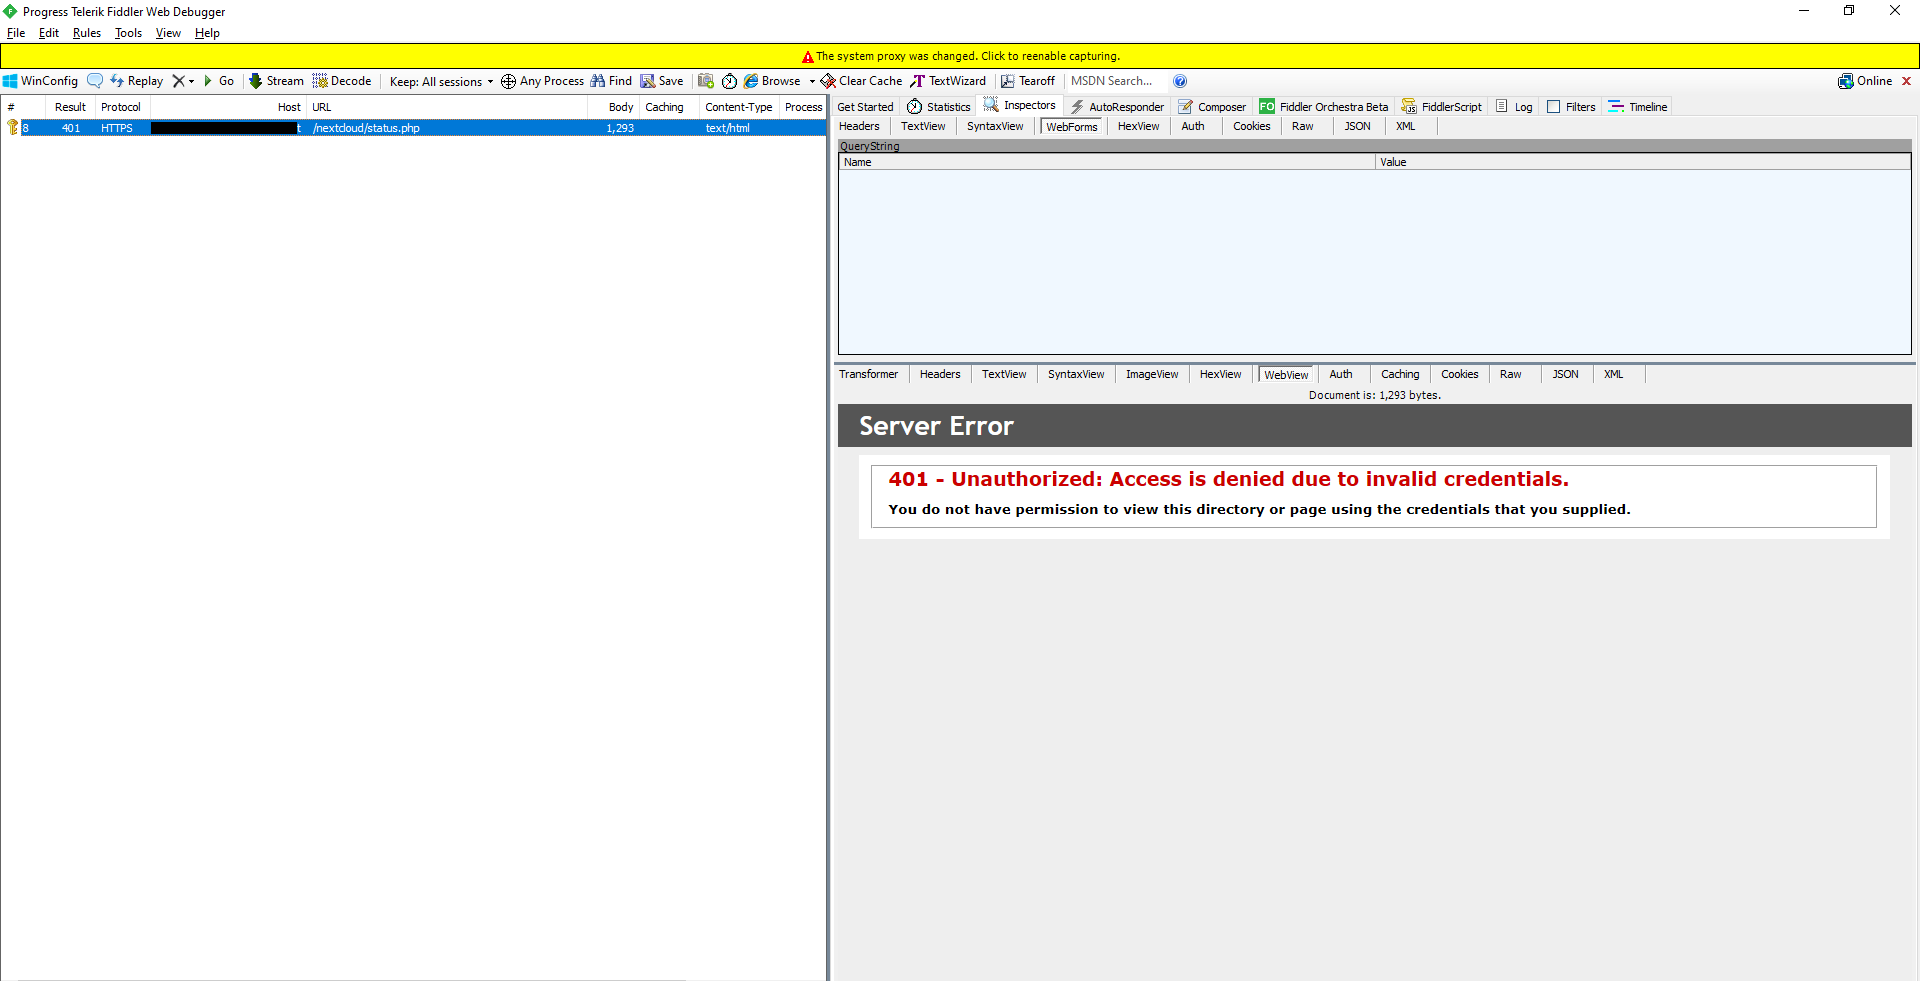 Progress Telerik Fiddler Web Debugger
File Edit Rules Tools View Help
The system proxy was changed. Click to reenable capturing.
WinConfig Replay Go Stream Decode Keep: All sessions Any Process Find Save Browse Clear Cache TextWizard Tearoff MSDN Search... Online
# Result Protocol Host URL Body Caching Content-Type Process
8 401 HTTPS t /nextcloud/status.php 1,293 text/html
Get Started Statistics Inspectors AutoResponder Composer FO Fiddler Orchestra Beta FiddlerScript Log Filters Timeline
Headers TextView SyntaxView WebForms HexView Auth Cookies Raw JSON XML
QueryString
Name Value
Transformer Headers TextView SyntaxView ImageView HexView WebView Auth Caching Cookies Raw JSON XML
Document is: 1,293 bytes.
Server Error
401 - Unauthorized: Access is denied due to invalid credentials.
You do not have permission to view this directory or page using the credentials that you supplied.